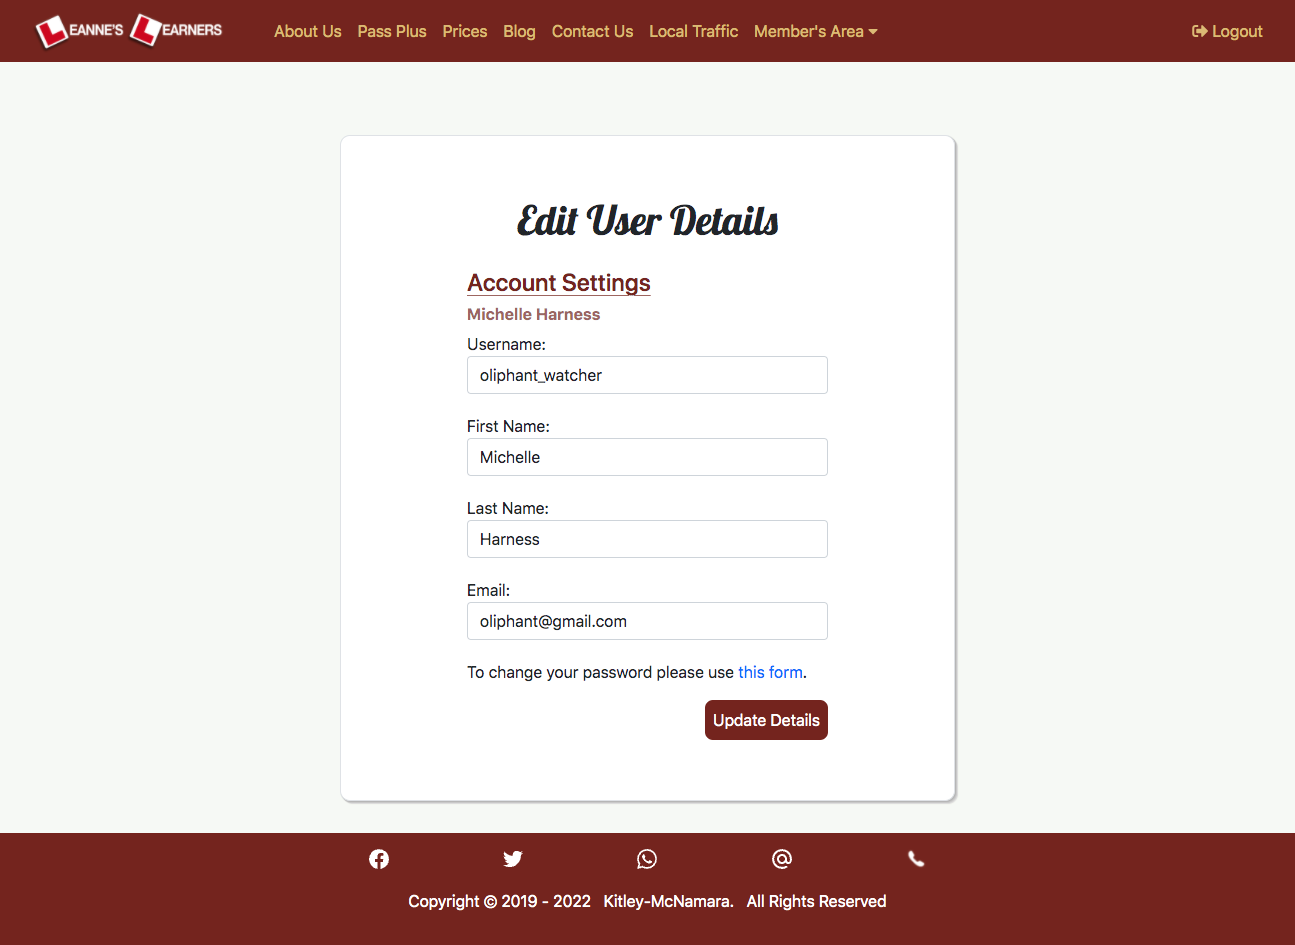 LEANNE'S LEARNERS About Us Pass Plus Prices Blog Contact Us Local Traffic Member's Area Logout
Edit User Details
Account Settings
Michelle Harness
Username:
oliphant_watcher
First Name:
Michelle
Last Name:
Harness
Email:
oliphant@gmail.com
To change your password please use this form.
Update Details
Copyright © 2019 - 2022 Kitley-McNamara. All Rights Reserved